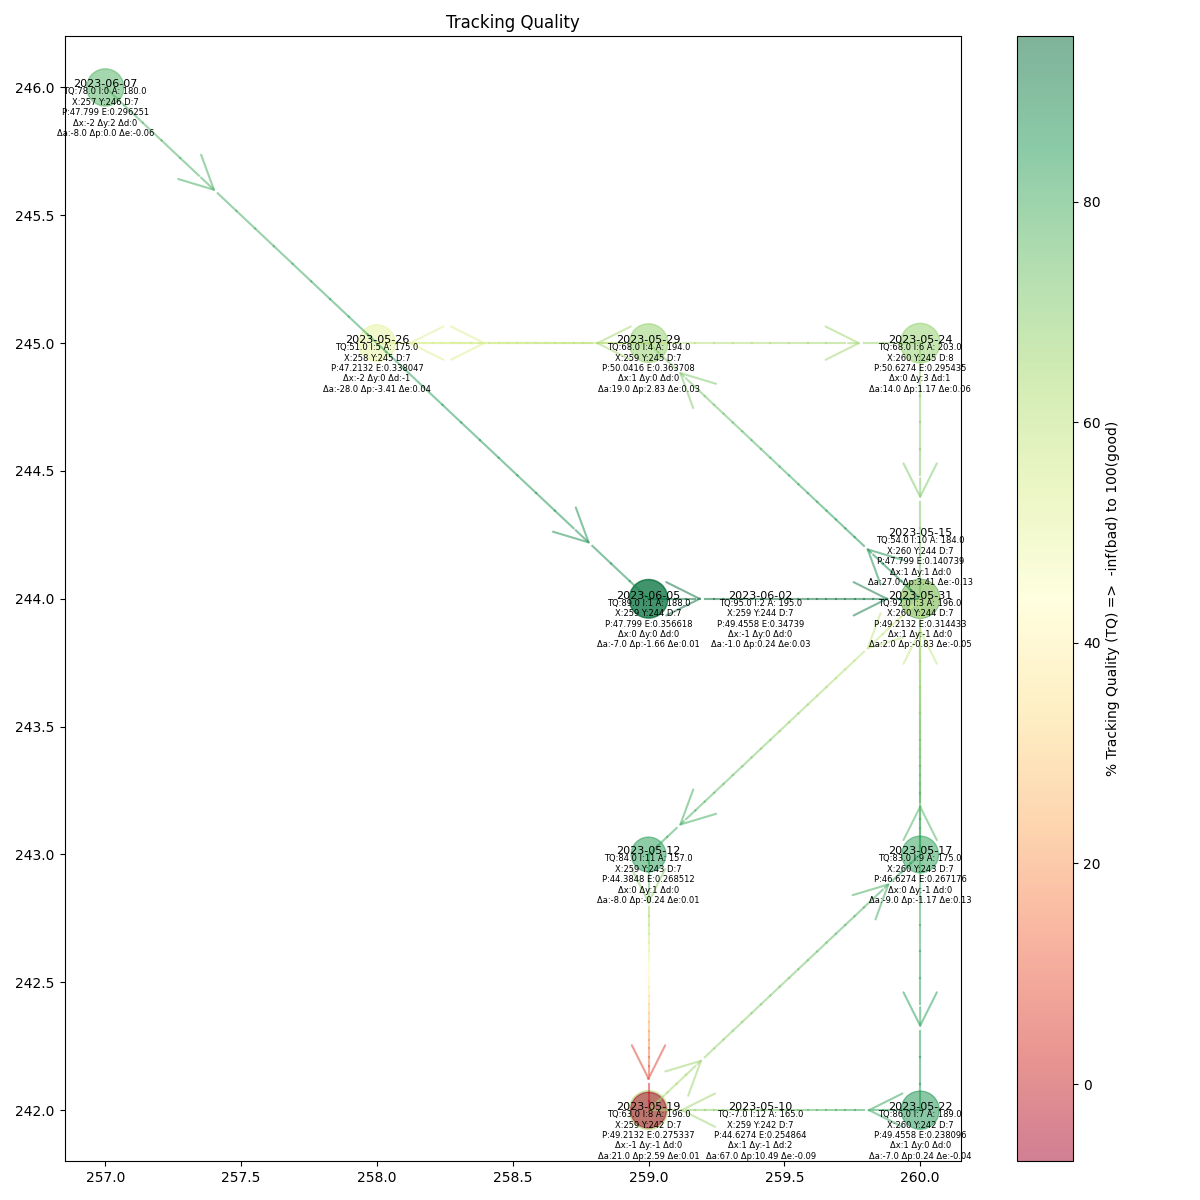 Tracking Quality
246.0
245.5
245.0
244.5
244.0
243.5
243.0
242.5
242.0
257.0
257.5
258.0
258.5
259.0
259.5
260.0
2023-06-07
TQ:78.0 I:0 A: 180.0
X:257 Y:246 D:7
P:47.799 E:0.296251
Δx:-2 Δy:2 Δd:0
Δa:-8.0 Δp:0.0 Δe:-0.06
2023-05-26
TQ:51.0 I:5 A: 175.0
X:258 Y:245 D:7
P:47.2132 E:0.338047
Δx:-2 Δy:0 Δd:-1
Δa:-28.0 Δp:-3.41 Δe:0.04
2023-05-29
TQ:68.0 I:4 A: 194.0
X:259 Y:245 D:7
P:50.0416 E:0.363708
Δx:1 Δy:0 Δd:0
Δa:19.0 Δp:2.83 Δe:0.03
2023-05-24
TQ:68.0 I:6 A: 203.0
X:260 Y:245 D:8
P:50.6274 E:0.295435
Δx:0 Δy:3 Δd:1
Δa:14.0 Δp:1.17 Δe:0.06
2023-05-15
TQ:54.0 I:10 A: 184.0
X:260 Y:244 D:7
P:47.799 E:0.140739
Δx:1 Δy:1 Δd:0
Δa:27.0 Δp:3.41 Δe:-0.13
2023-06-05
TQ:89.0 I:1 A: 188.0
X:259 Y:244 D:7
P:47.799 E:0.356618
Δx:0 Δy:0 Δd:0
Δa:-7.0 Δp:-1.66 Δe:0.01
2023-06-02
TQ:95.0 I:2 A: 195.0
X:259 Y:244 D:7
P:49.4558 E:0.34739
Δx:-1 Δy:0 Δd:0
Δa:-1.0 Δp:0.24 Δe:0.03
2023-05-31
TQ:92.0 I:3 A: 196.0
X:260 Y:244 D:7
P:49.2132 E:0.314433
Δx:1 Δy:-1 Δd:0
Δa:2.0 Δp:-0.83 Δe:-0.05
2023-05-12
TQ:84.0 I:11 A: 157.0
X:259 Y:243 D:7
P:44.3848 E:0.268512
Δx:0 Δy:1 Δd:0
Δa:-8.0 Δp:-0.24 Δe:0.01
2023-05-17
TQ:83.0 I:9 A: 175.0
X:260 Y:243 D:7
P:46.6274 E:0.267176
Δx:0 Δy:-1 Δd:0
Δa:-9.0 Δp:-1.17 Δe:0.13
2023-05-19
TQ:63.0 I:8 A: 196.0
X:259 Y:242 D:7
P:49.2132 E:0.275337
Δx:-1 Δy:-1 Δd:0
Δa:21.0 Δp:2.59 Δe:0.01
2023-05-10
TQ:-7.0 I:12 A: 165.0
X:259 Y:242 D:7
P:44.6274 E:0.254864
Δx:1 Δy:-1 Δd:2
Δa:67.0 Δp:10.49 Δe:-0.09
2023-05-22
TQ:86.0 I:7 A: 189.0
X:260 Y:242 D:7
P:49.4558 E:0.238096
Δx:1 Δy:0 Δd:0
Δa:-7.0 Δp:0.24 Δe:-0.04
80
60
40
20
0
% Tracking Quality (TQ) => -inf(bad) to 100(good)